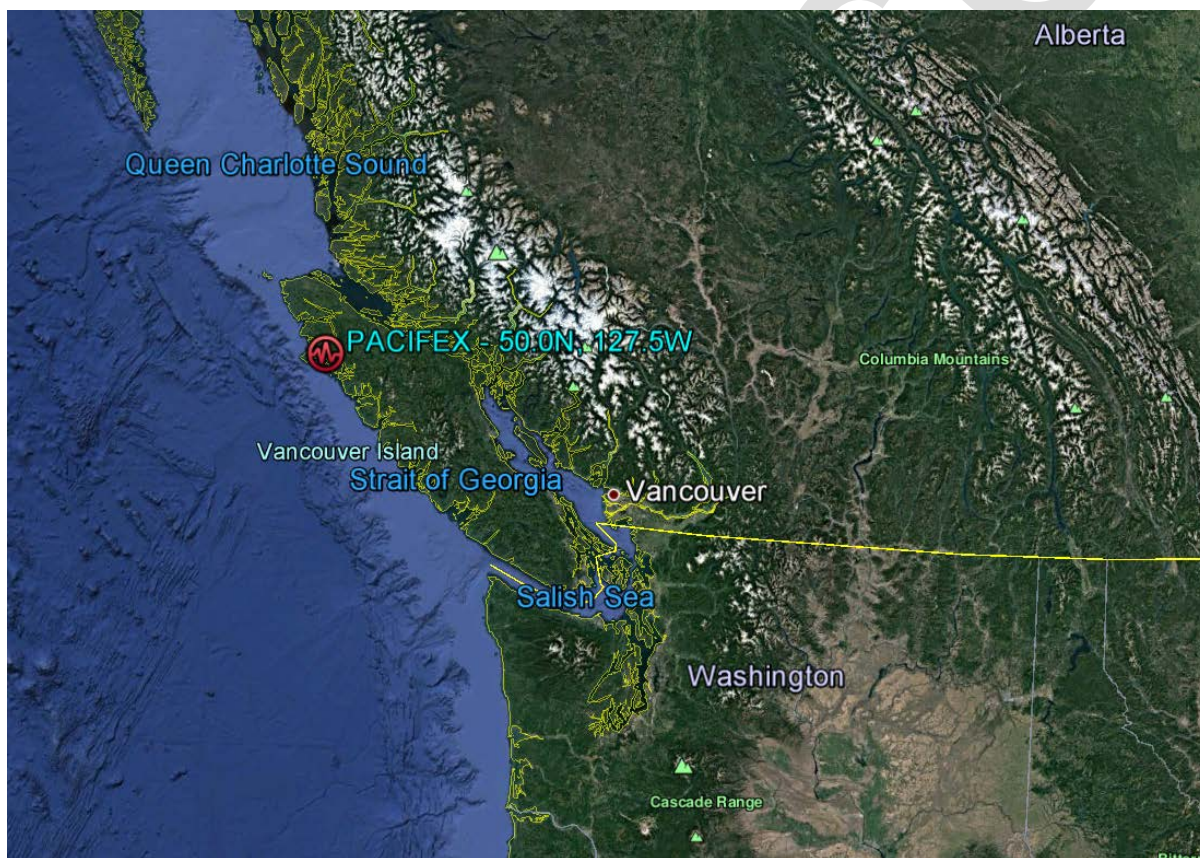 Alberta
Queen Charlotte Sound
PACIFEX - 50.0N, 127.5W
Columbia Mountains
Vancouver Island
Strait of Georgia
Vancouver
Salish Sea
Washington
Cascade Range